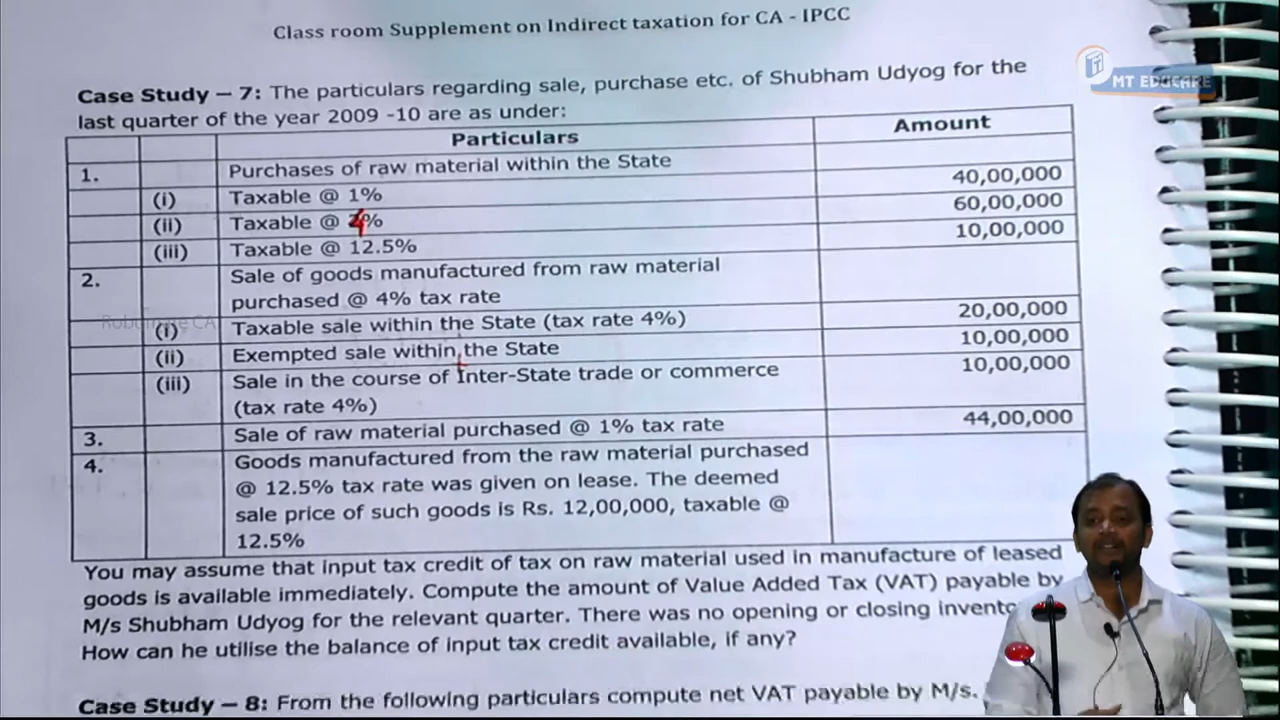 Class room Supplement on Indirect taxation for CA - IPCC
MT EDUCARE
Case Study – 7: The particulars regarding sale, purchase etc. of Shubham Udyog for the
last quarter of the year 2009 -10 are as under:
Particulars Amount
1. Purchases of raw material within the State
(i) Taxable @ 1% 40,00,000
(ii) Taxable @ 4% 60,00,000
(iii) Taxable @ 12.5% 10,00,000
2. Sale of goods manufactured from raw material
purchased @ 4% tax rate
(i) Taxable sale within the State (tax rate 4%) 20,00,000
(ii) Exempted sale within the State 10,00,000
(iii) Sale in the course of Inter-State trade or commerce 10,00,000
(tax rate 4%)
3. Sale of raw material purchased @ 1% tax rate 44,00,000
4. Goods manufactured from the raw material purchased
@ 12.5% tax rate was given on lease. The deemed
sale price of such goods is Rs. 12,00,000, taxable @
12.5%
You may assume that input tax credit of tax on raw material used in manufacture of leased
goods is available immediately. Compute the amount of Value Added Tax (VAT) payable by
M/s Shubham Udyog for the relevant quarter. There was no opening or closing
How can he utilise the balance of input tax credit available, if any?
Case Study – 8: From the following particulars compute net VAT payable by M/s.